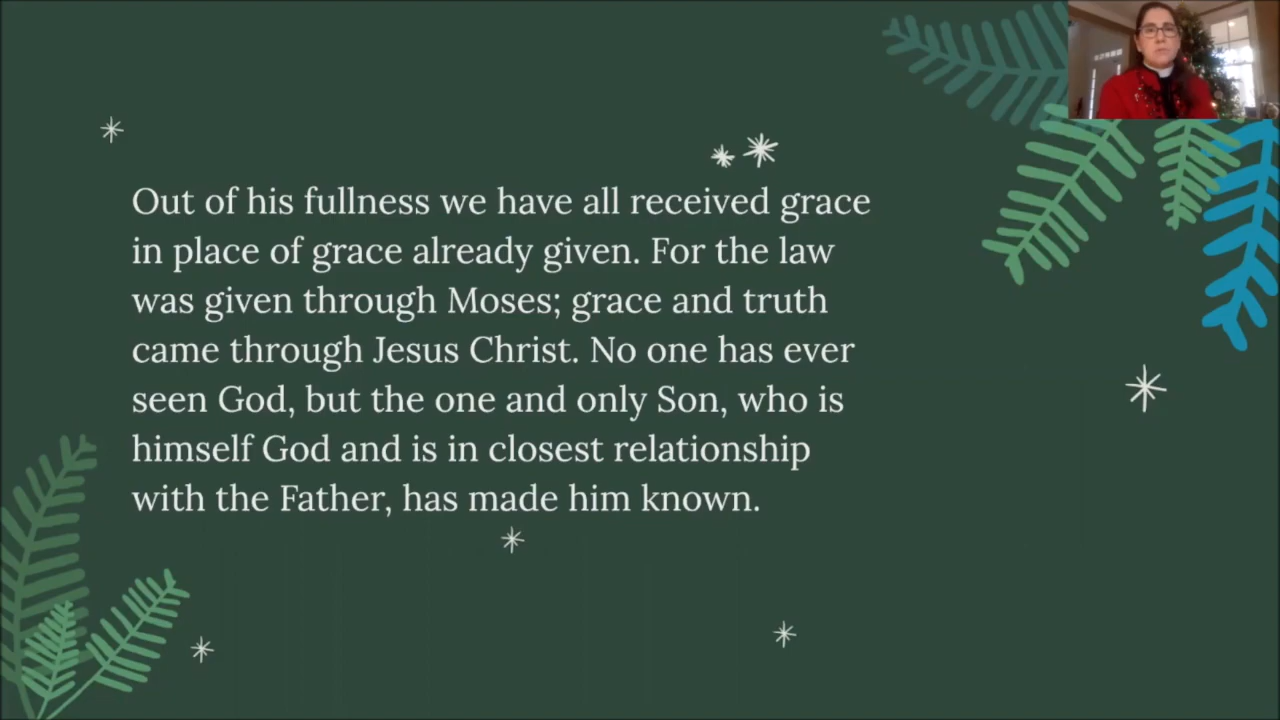 Out of his fullness we have all received grace
in place of grace already given. For the law
was given through Moses; grace and truth
came through Jesus Christ. No one has ever
seen God, but the one and only Son, who is
himself God and is in closest relationship
with the Father, has made him known.